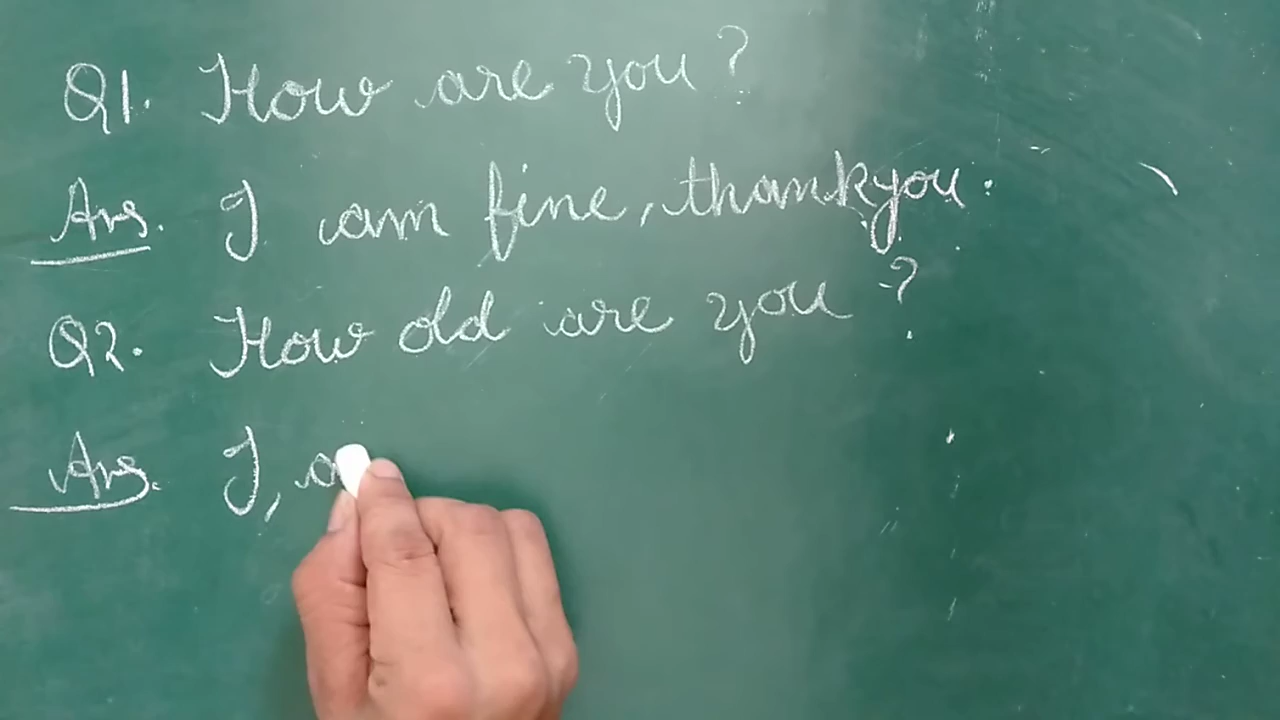 Q1. How are you?
Ans. I am fine, thankyou.
Q2. How old are you?
Ans. I, a